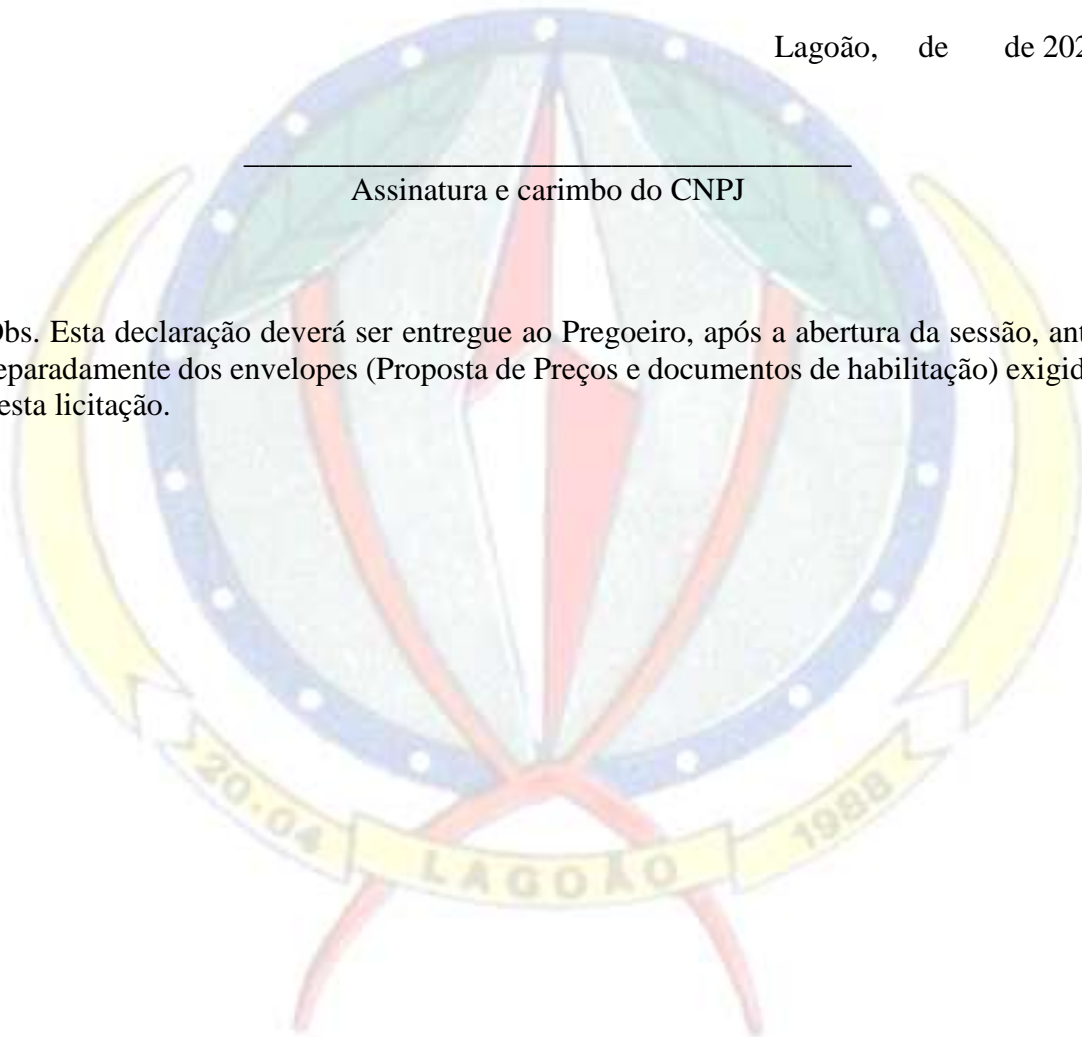 Lagoão, de de 202
Assinatura e carimbo do CNPJ
bs. Esta declaração deverá ser entregue ao Pregoeiro, após a abertura da sessão, ant
eparadamente dos envelopes (Proposta de Preços e documentos de habilitação) exigid
esta licitação.
20.04 LAGOÃO 1988